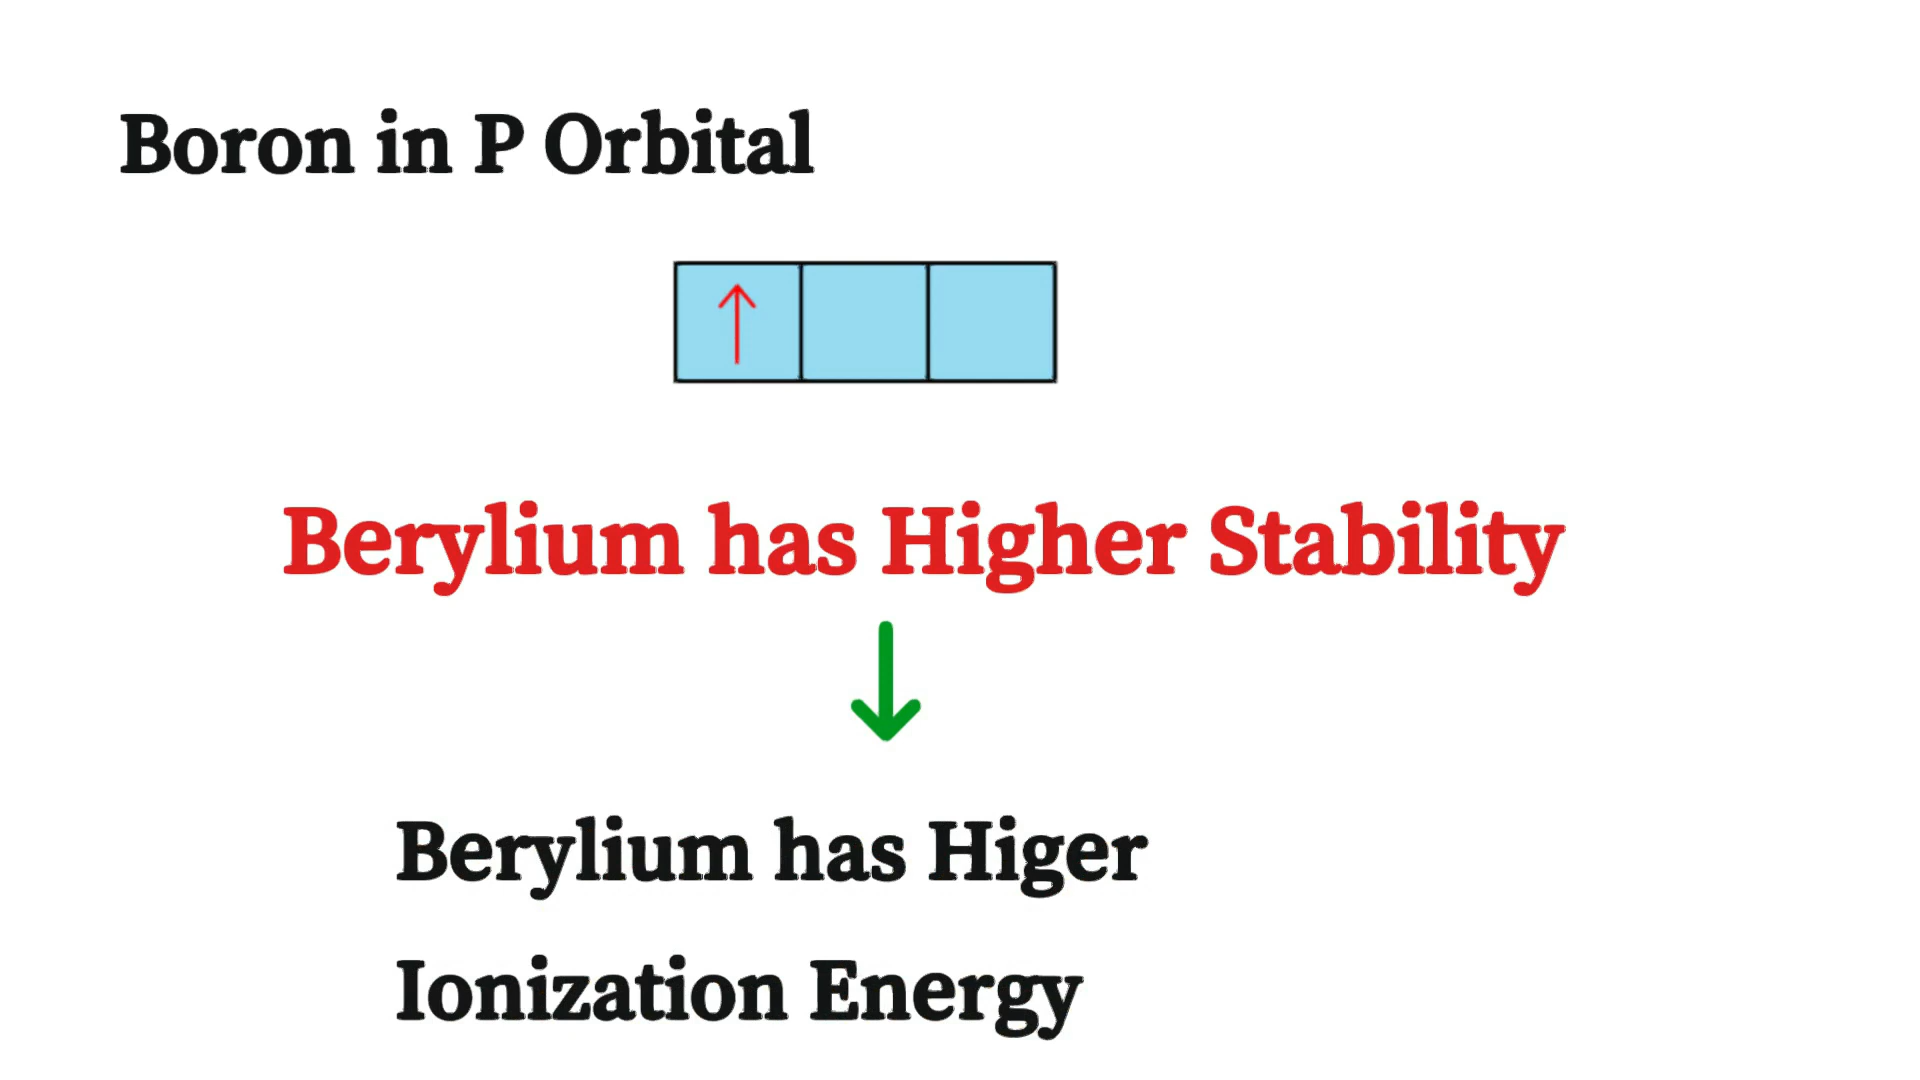 Boron in P Orbital
Berylium has Higher Stability
Berylium has Higer
Ionization Energy